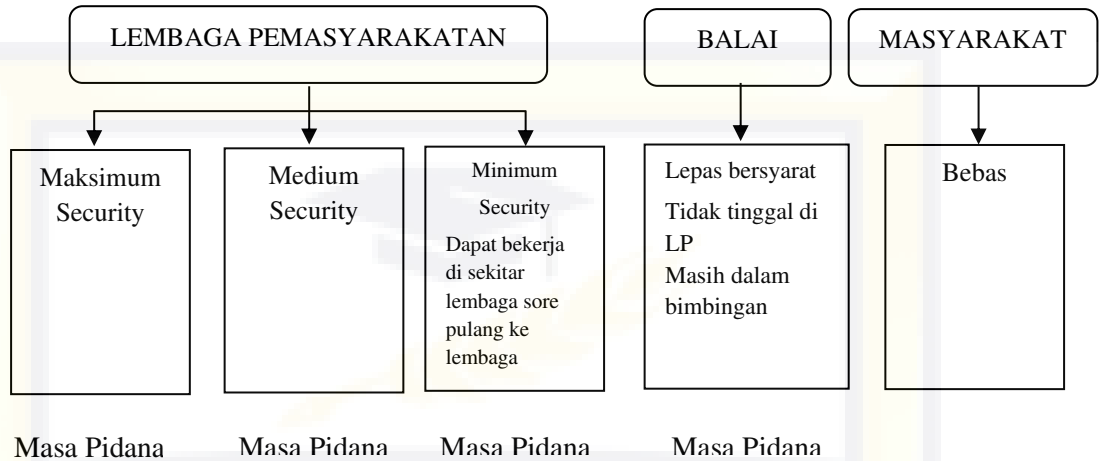 LEMBAGA PEMASYARAKATAN
BALAI
MASYARAKAT
Maksimum
Security
Medium
Security
Minimum
Security
Dapat bekerja
di sekitar
lembaga sore
pulang ke
lembaga
Lepas bersyarat
Tidak tinggal di
LP
Masih dalam
bimbingan
Bebas
Masa Pidana
Masa Pidana
Masa Pidana
Masa Pidana